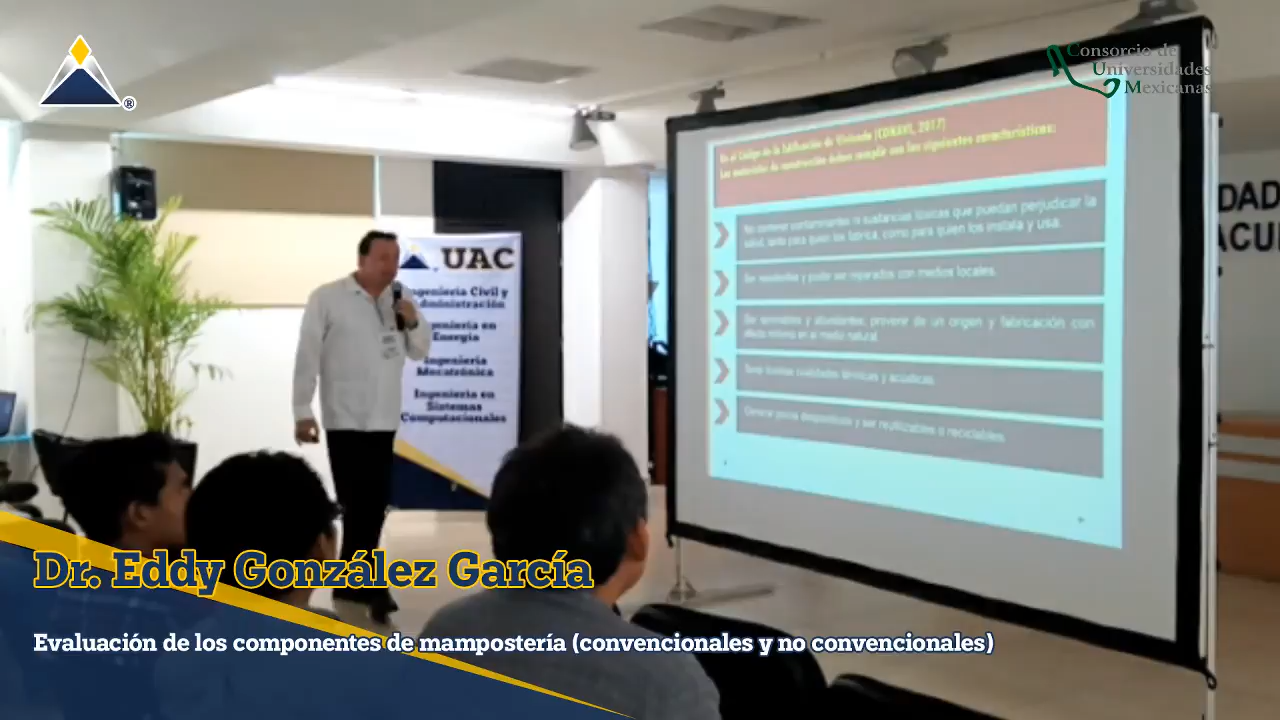 ®
Consorcio de
Universidades
Mexicanas
En el Código de la Edificación de Vivienda (CONAVI, 2017)
Los materiales de construcción deben cumplir con las siguientes características:
No contener contaminantes ni sustancias tóxicas que puedan perjudicar la
salud, tanto para quien los fabrica, como para quien los instala y usa.
Ser resistentes y poder ser reparados con medios locales.
Ser renovables y abundantes, provenir de un origen y fabricación con
efecto mínimo en el medio natural.
Tener buenas cualidades térmicas y acústicas.
Generar pocos desperdicios y ser reutilizables o reciclables
UAC
Ingeniería Civil y
Administración
Ingeniería en
Energía
Ingeniería
Mecatrónica
Ingeniería en
Sistemas
Computacionales
DAD
ACU
Dr. Eddy González García
Evaluación de los componentes de mampostería (convencionales y no convencionales)